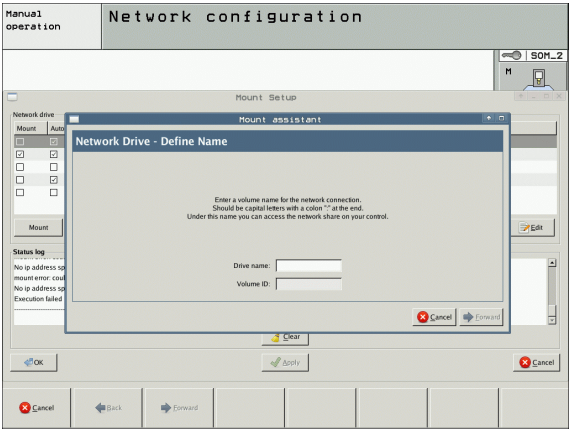 Manual
operation
Network configuration
SOM_2
M
Mount Setup
Network drive
Mount Auto
Mount assistant
Network Drive - Define Name
Enter a volume name for the network connection.
Should be capital letters with a colon ":" at the end.
Under this name you can access the network share on your control.
Drive name:
Volume ID:
Mount
Edit
Status log
No ip address sp
mount error: coul
No ip address sp
Execution failed
Cancel Forward
Clear
OK Apply Cancel
Cancel Back Forward